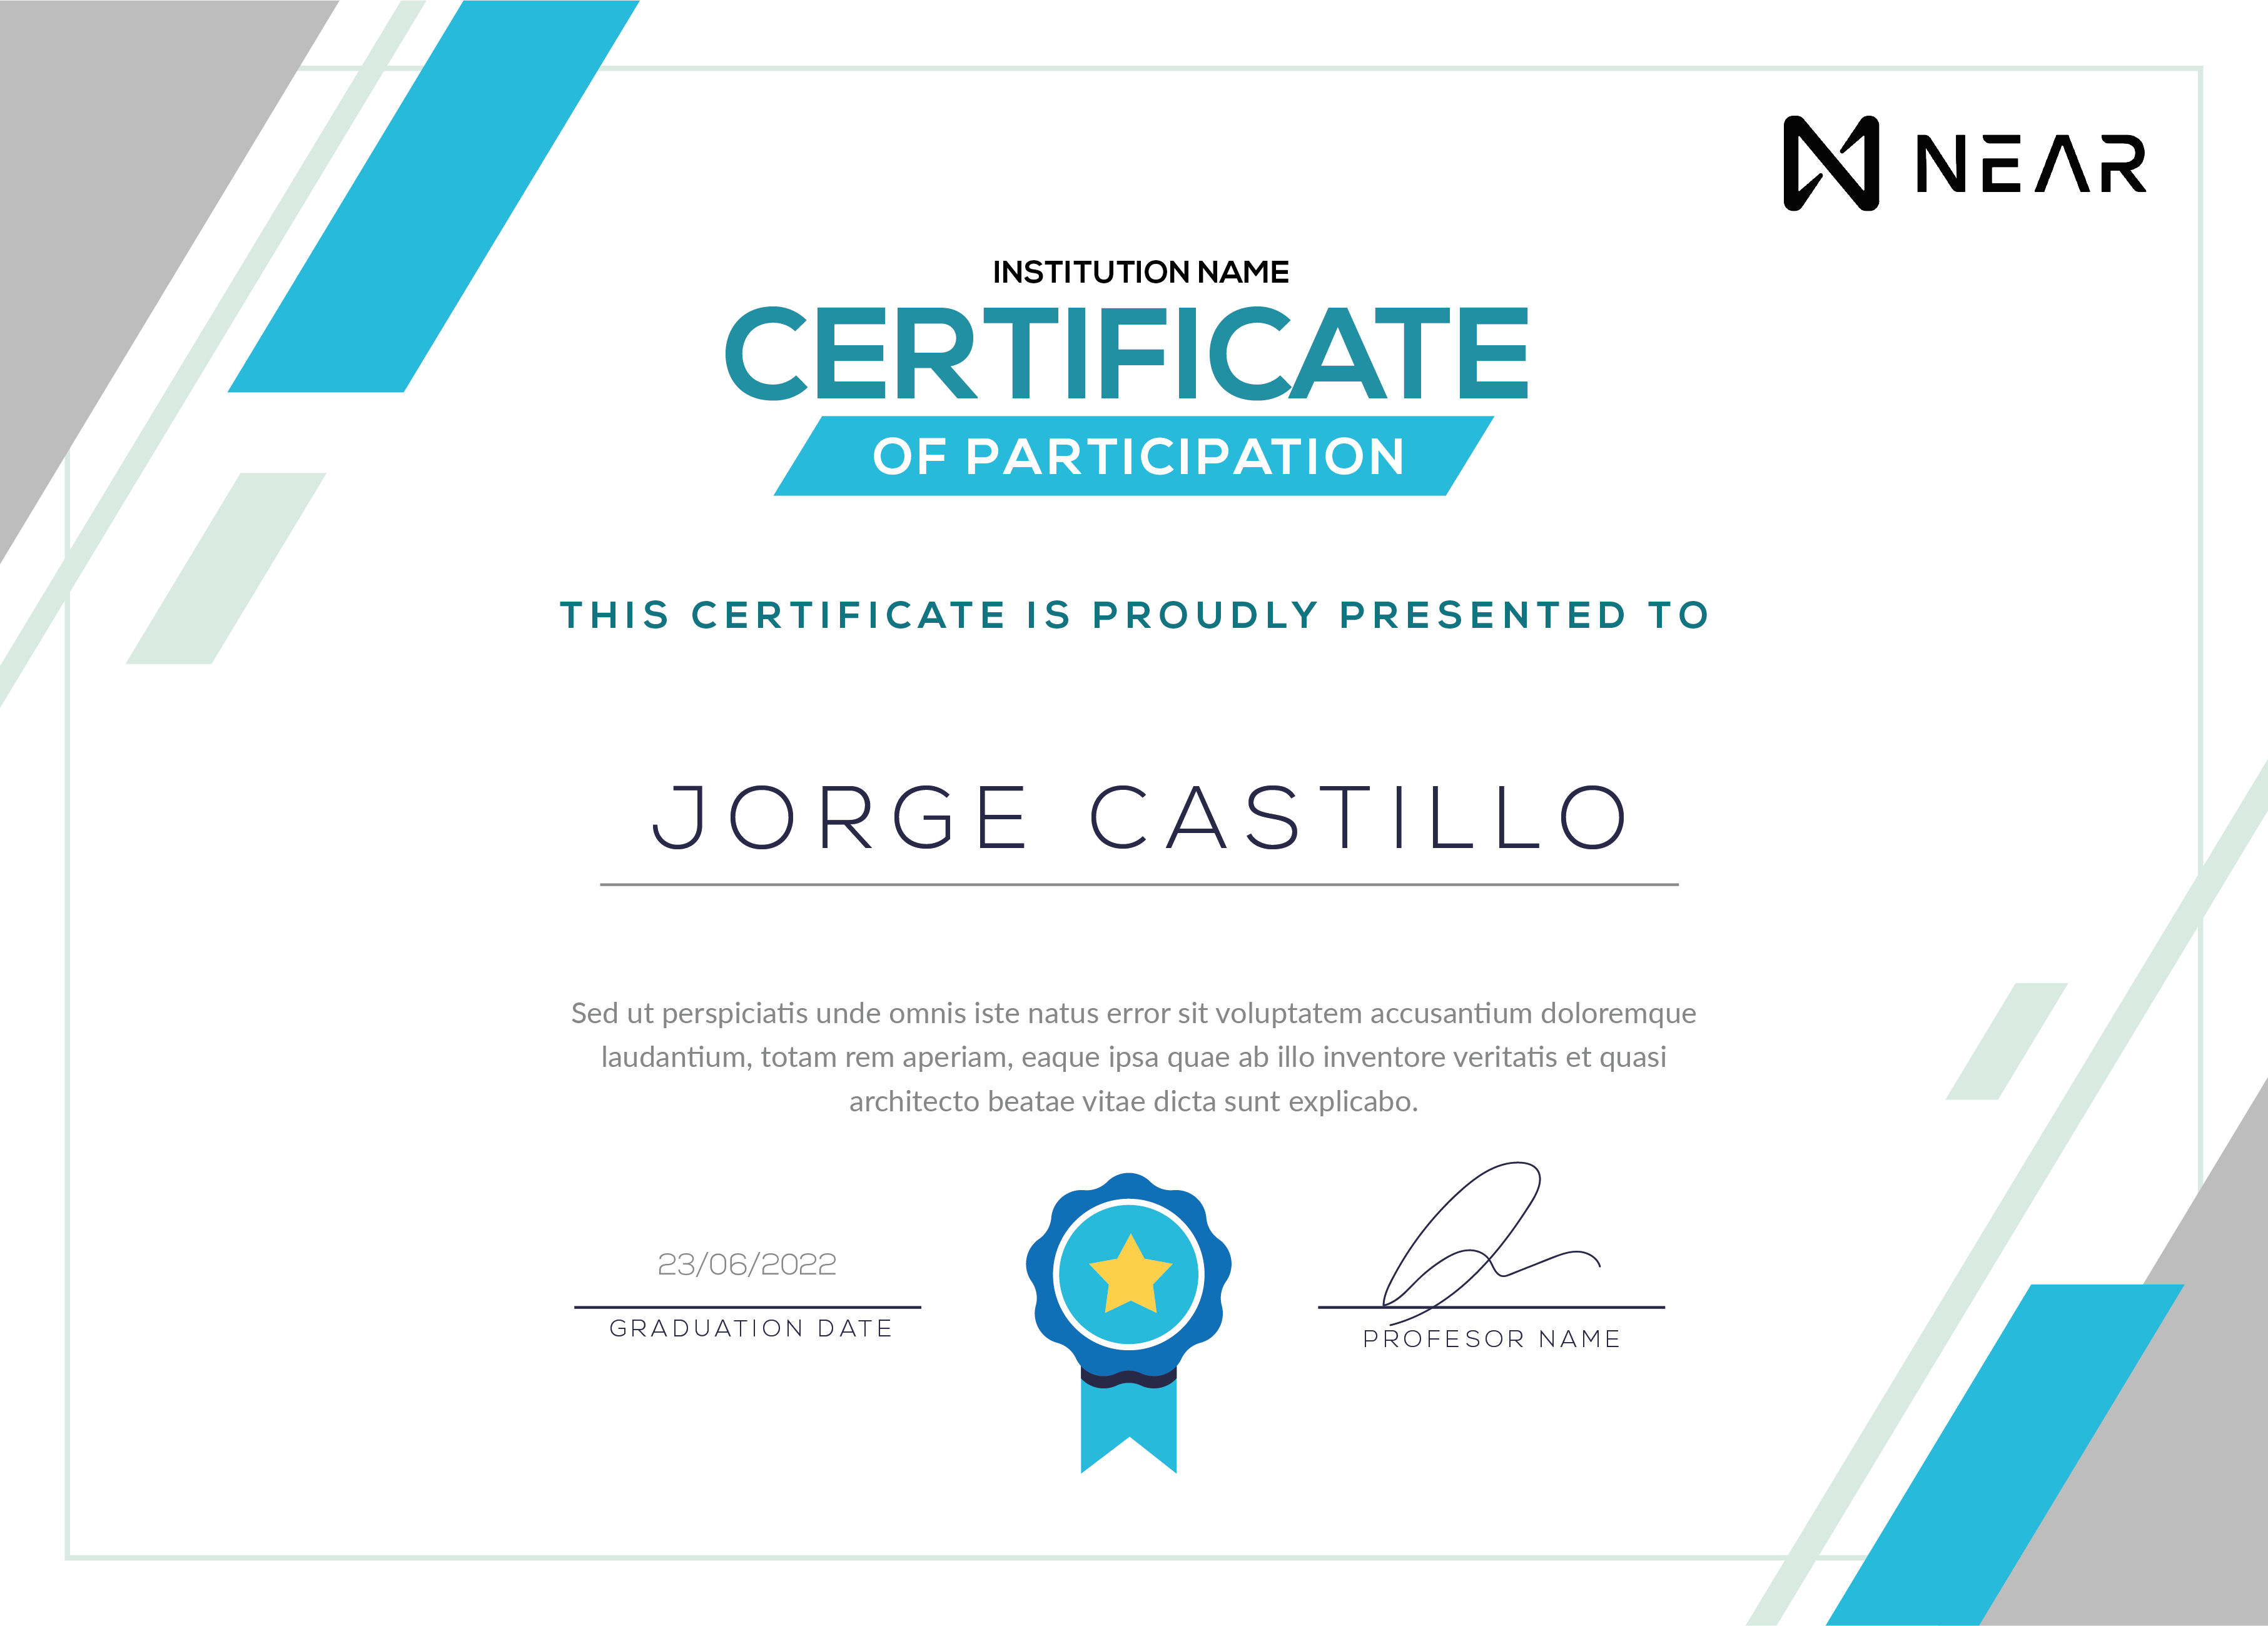 NEAR
INSTITUTION NAME
CERTIFICATE
OF PARTICIPATION
THIS CERTIFICATE IS PROUDLY PRESENTED TO
JORGE CASTILLO
Sed ut perspiciatis unde omnis iste natus error sit voluptatem accusantium doloremque
laudantium, totam rem aperiam, eaque ipsa quae ab illo inventore veritatis et quasi
architecto beatae vitae dicta sunt explicabo.
23/06/2022
GRADUATION DATE
PROFESOR NAME